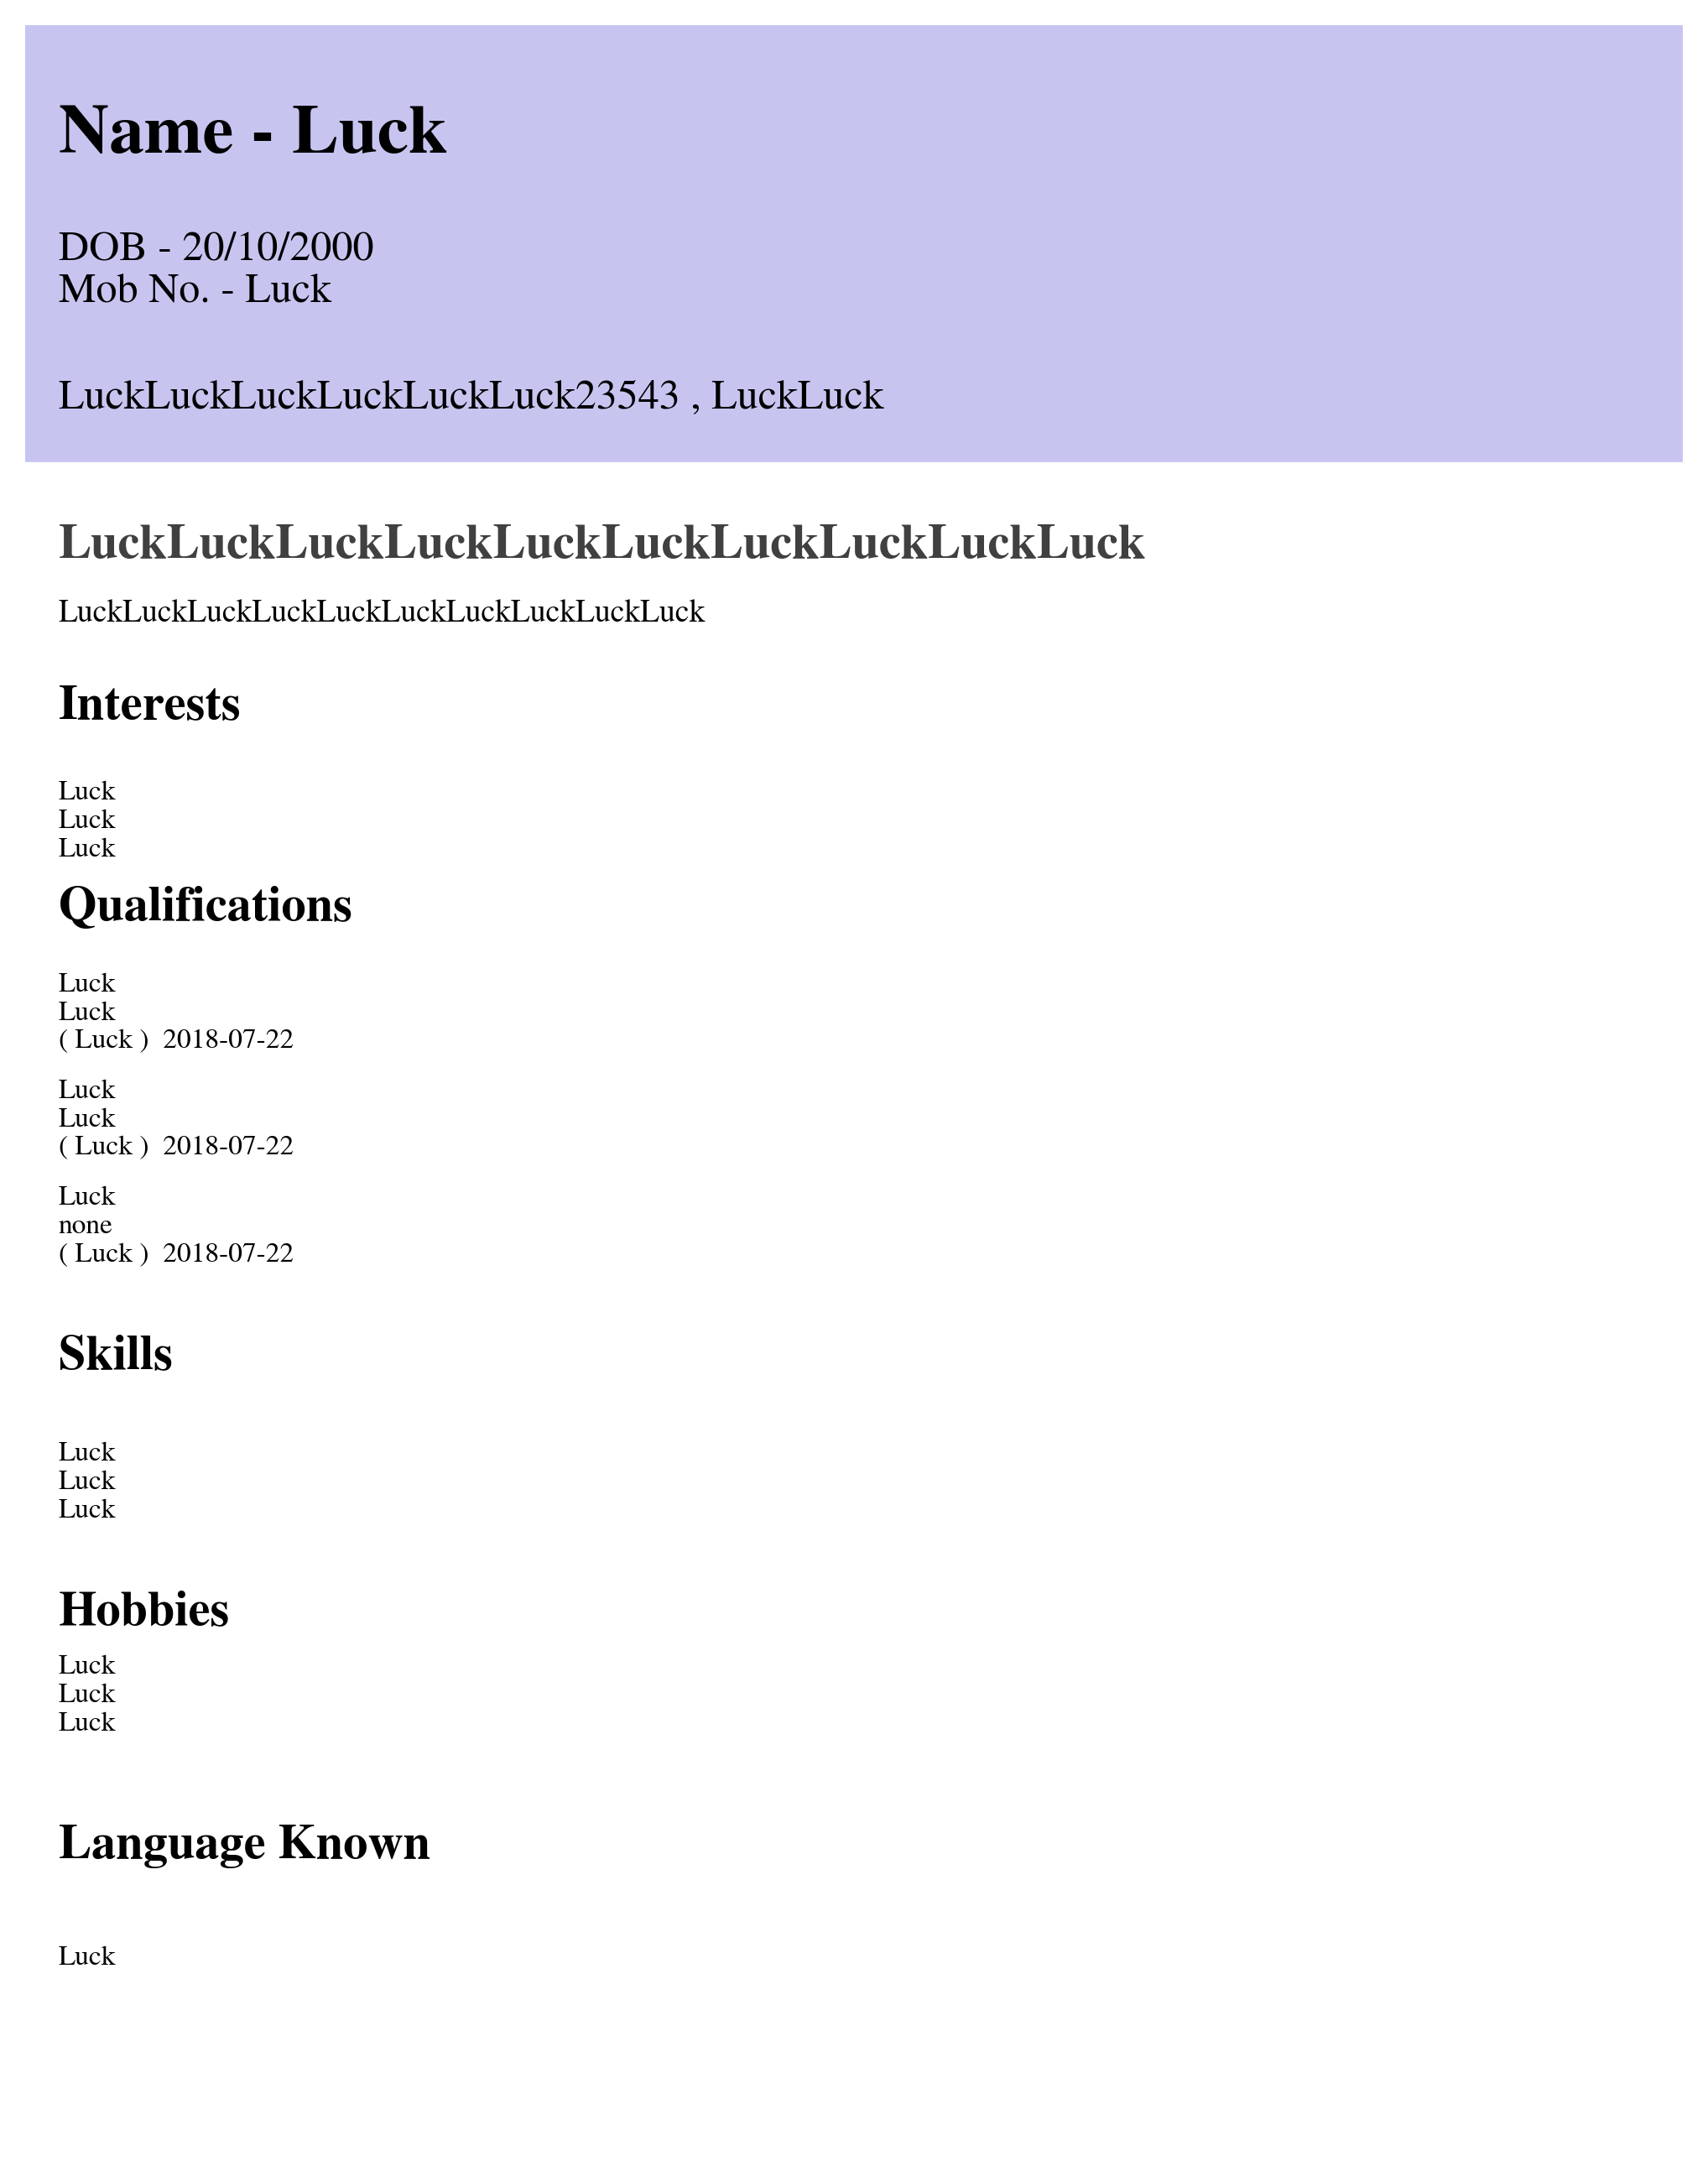 Name - Luck
DOB - 20/10/2000
Mob No. - Luck
LuckLuckLuckLuckLuckLuck23543 , LuckLuck
LuckLuckLuckLuckLuckLuckLuckLuckLuckLuck
LuckLuckLuckLuckLuckLuckLuckLuckLuckLuck
Interests
Luck
Luck
Luck
Qualifications
Luck
Luck
( Luck )  2018-07-22
Luck
Luck
( Luck )  2018-07-22
Luck
none
( Luck )  2018-07-22
Skills
Luck
Luck
Luck
Hobbies
Luck
Luck
Luck
Language Known
Luck